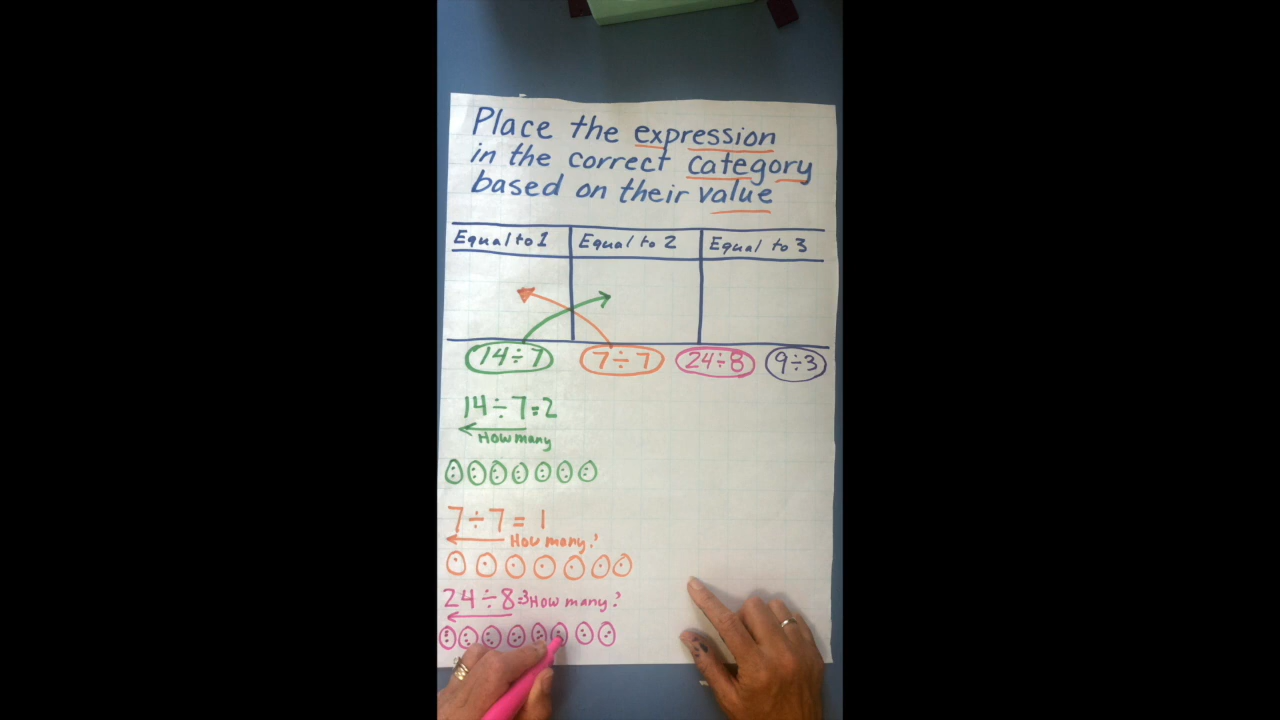 Place the expression
in the correct category
based on their value
Equal to 1 Equal to 2 Equal to 3
14÷7 7÷7 24÷8 9÷3
14÷7=2
How many
7÷7=1
How many?
24÷8=3 How many?